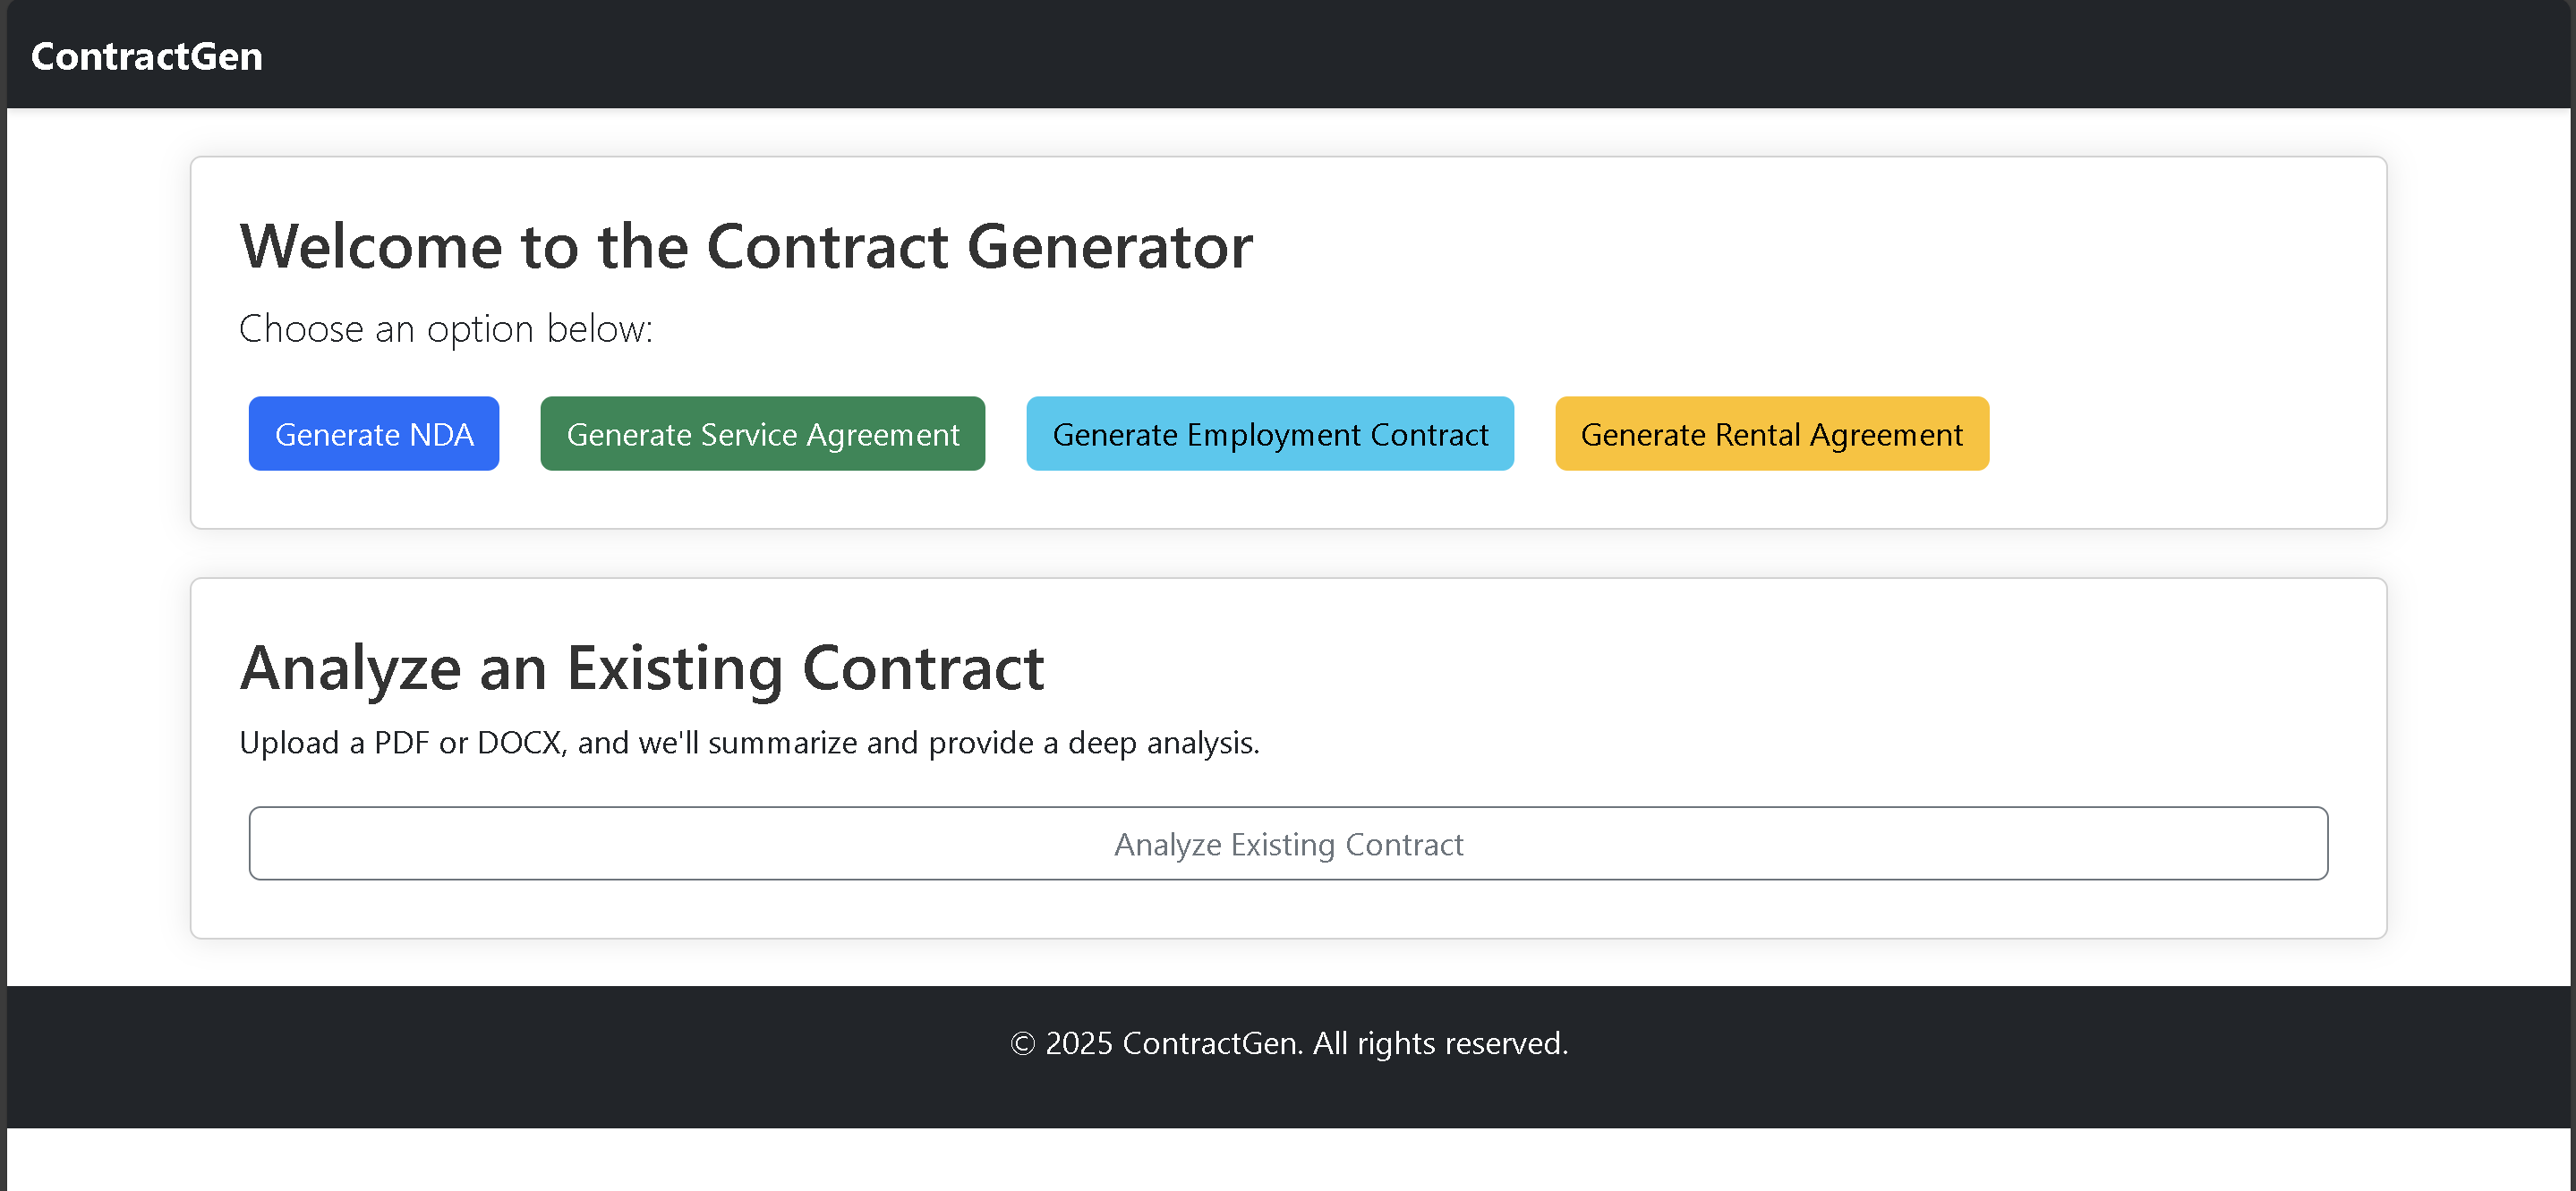 ContractGen
Welcome to the Contract Generator
Choose an option below:
Generate NDA
Generate Service Agreement
Generate Employment Contract
Generate Rental Agreement
Analyze an Existing Contract
Upload a PDF or DOCX, and we'll summarize and provide a deep analysis.
Analyze Existing Contract
© 2025 ContractGen. All rights reserved.